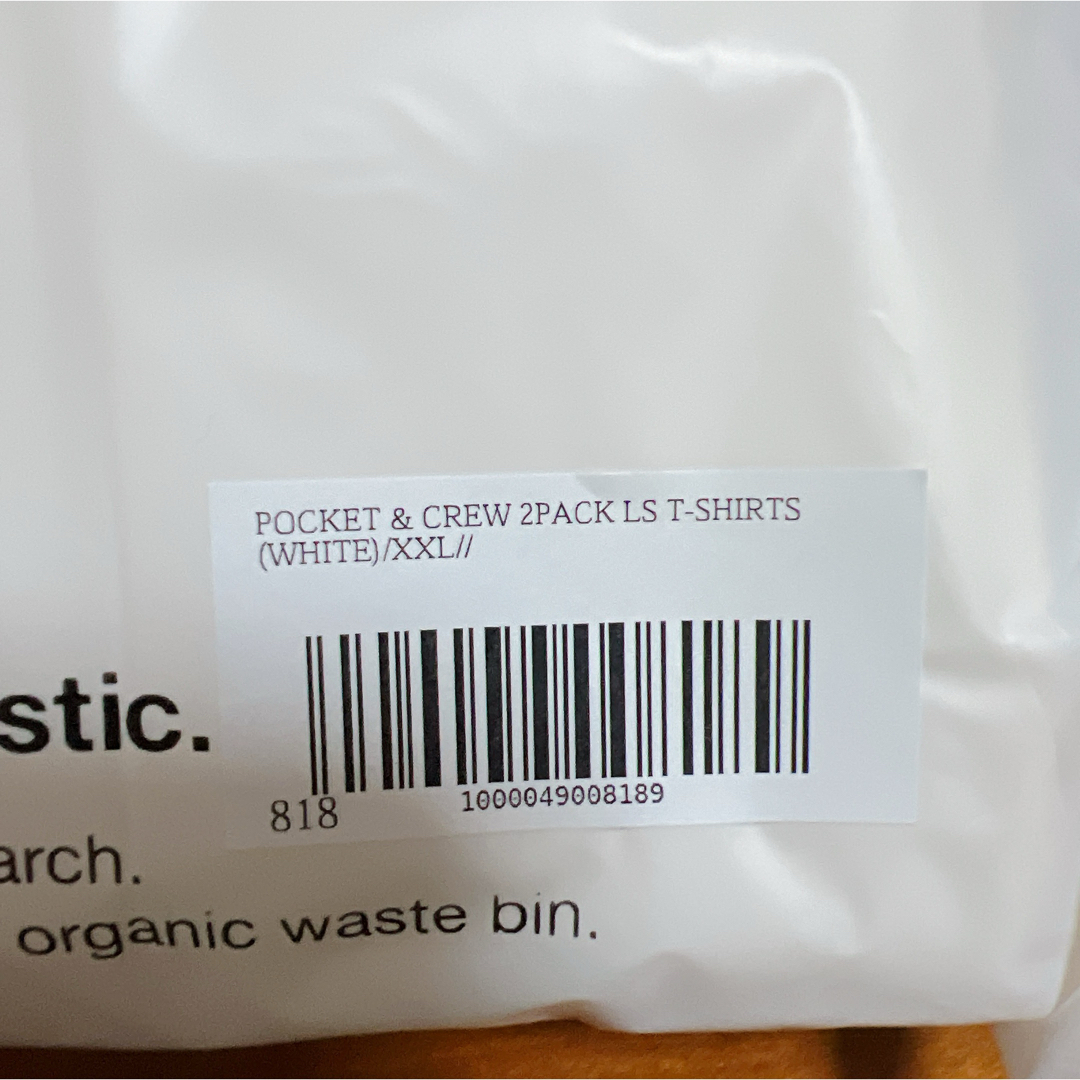 POCKET & CREW 2PACK LS T-SHIRTS
(WHITE)/XXL//
818
1000049008189
stic.
arch.
organic waste bin.